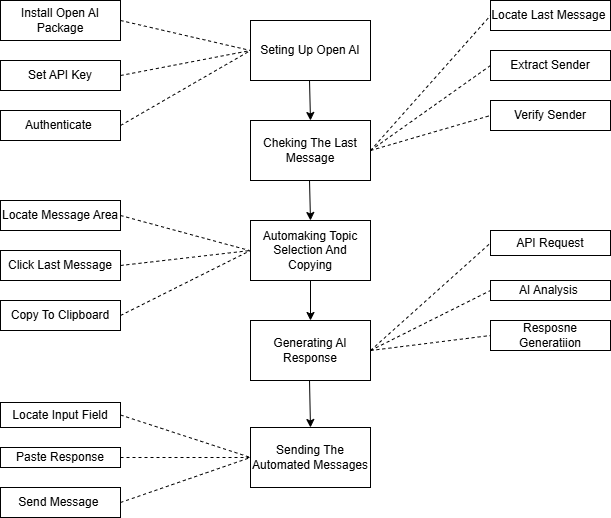 Install Open AI
Package
Set API Key
Authenticate
Seting Up Open AI
Locate Last Message
Extract Sender
Verify Sender
Cheking The Last
Message
Locate Message Area
Click Last Message
Copy To Clipboard
Automaking Topic
Selection And
Copying
API Request
AI Analysis
Resposne
Generatiion
Generating AI
Response
Locate Input Field
Paste Response
Send Message
Sending The
Automated Messages